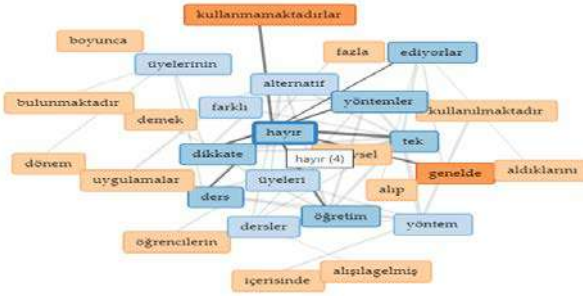 kullanmamaktadırlar
boyunca
fazla
ediyorlar
üyelerinin
alternatif
bulunmaktadır
farklı
yöntemler
kullanılmaktadır
demek
hayır
tek
dikkate
hayır (4)
dönem
genelde
aldıklarını
uygulamalar
üyeleri
alıp
ders
öğretim
dersler
yöntem
öğrencilerin
içerisinde
alışılagelmiş